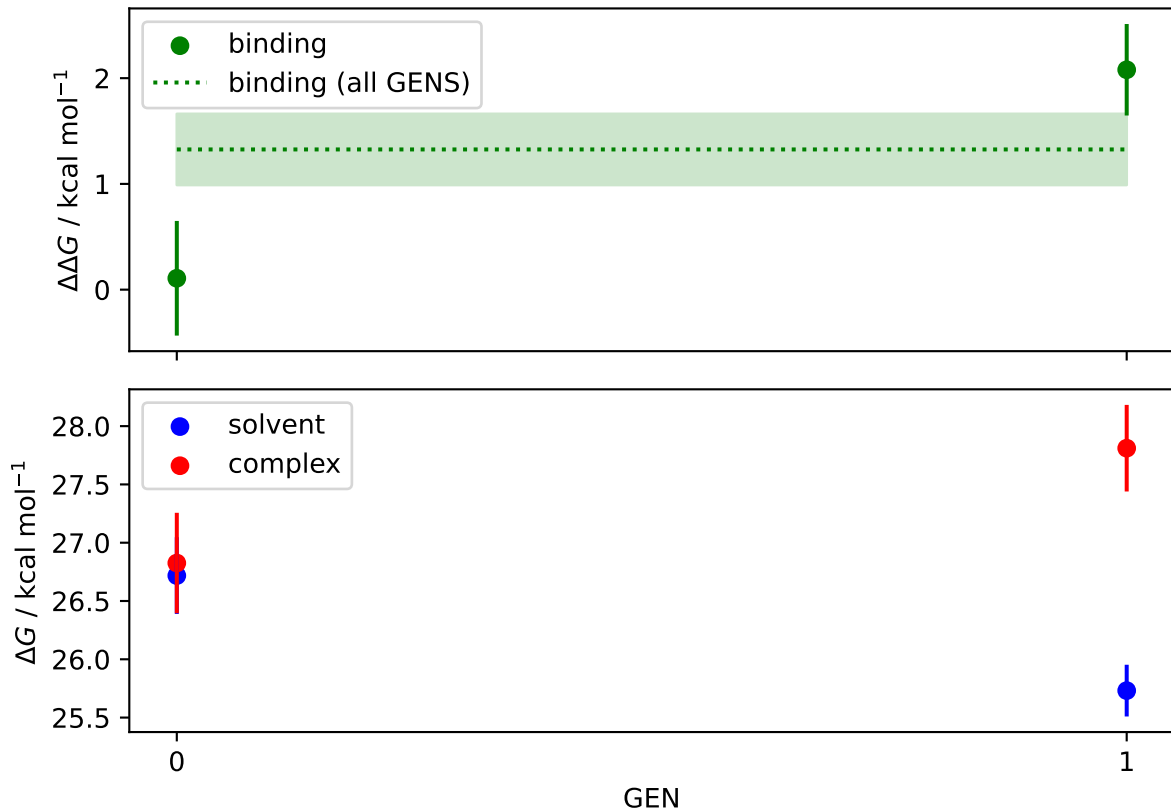 binding
binding (all GENS)
2
1
0
ΔΔG / kcal mol⁻¹
solvent
complex
28.0
27.5
27.0
26.5
26.0
25.5
ΔG / kcal mol⁻¹
0
1
GEN